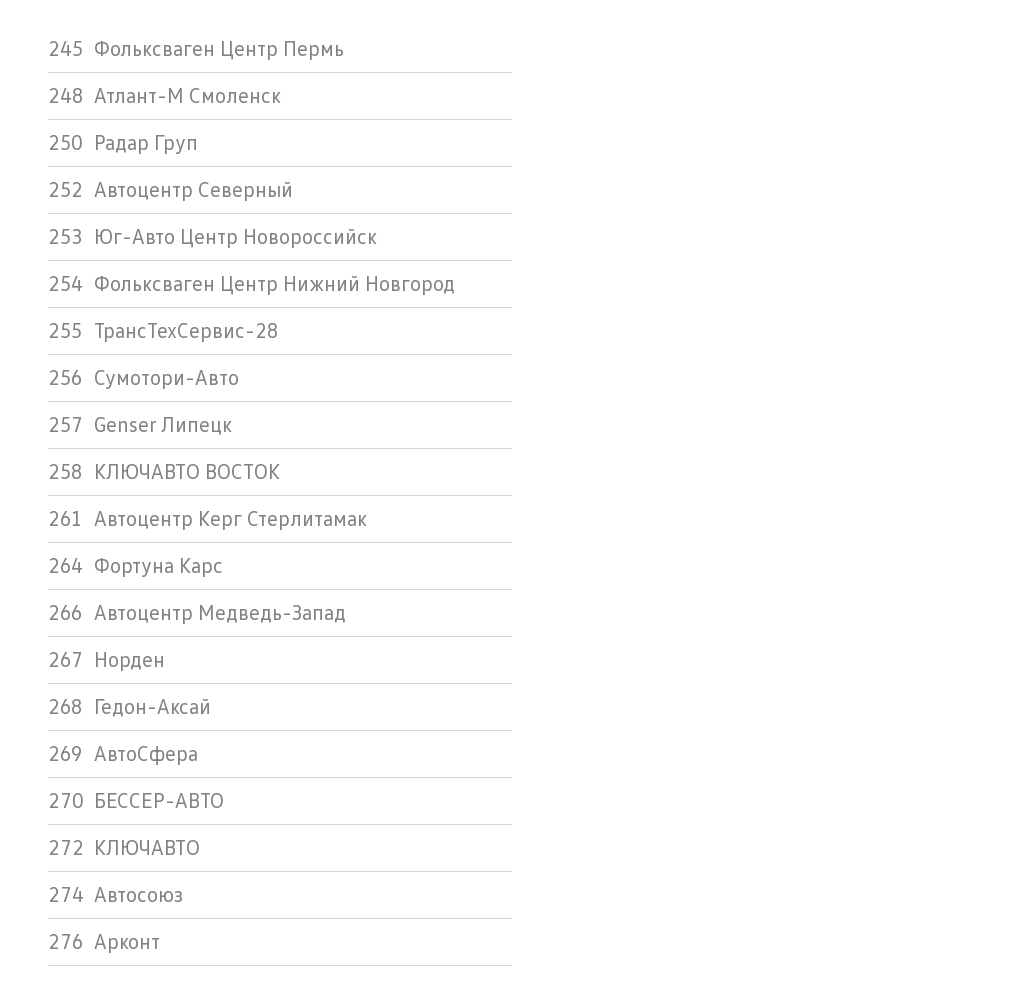 245 Фольксваген Центр Пермь
248 Атлант-М Смоленск
250 Радар Груп
252 Автоцентр Северный
253 Юг-Авто Центр Новороссийск
254 Фольксваген Центр Нижний Новгород
255 ТрансТехСервис-28
256 Сумотори-Авто
257 Genser Липецк
258 КЛЮЧАВТО ВОСТОК
261 Автоцентр Керг Стерлитамак
264 Фортуна Карс
266 Автоцентр Медведь-Запад
267 Норден
268 Гедон-Аксай
269 АвтоСфера
270 БЕССЕР-АВТО
272 КЛЮЧАВТО
274 Автосоюз
276 Арконт